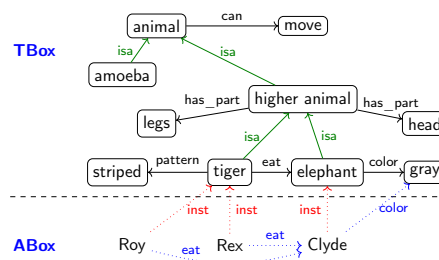 animal can move
TBox
isa isa
amoeba
higher animal
has_part has_part
legs head
isa isa
striped pattern tiger eat elephant color gray
inst inst inst color
ABox
Roy Rex eat Clyde
eat